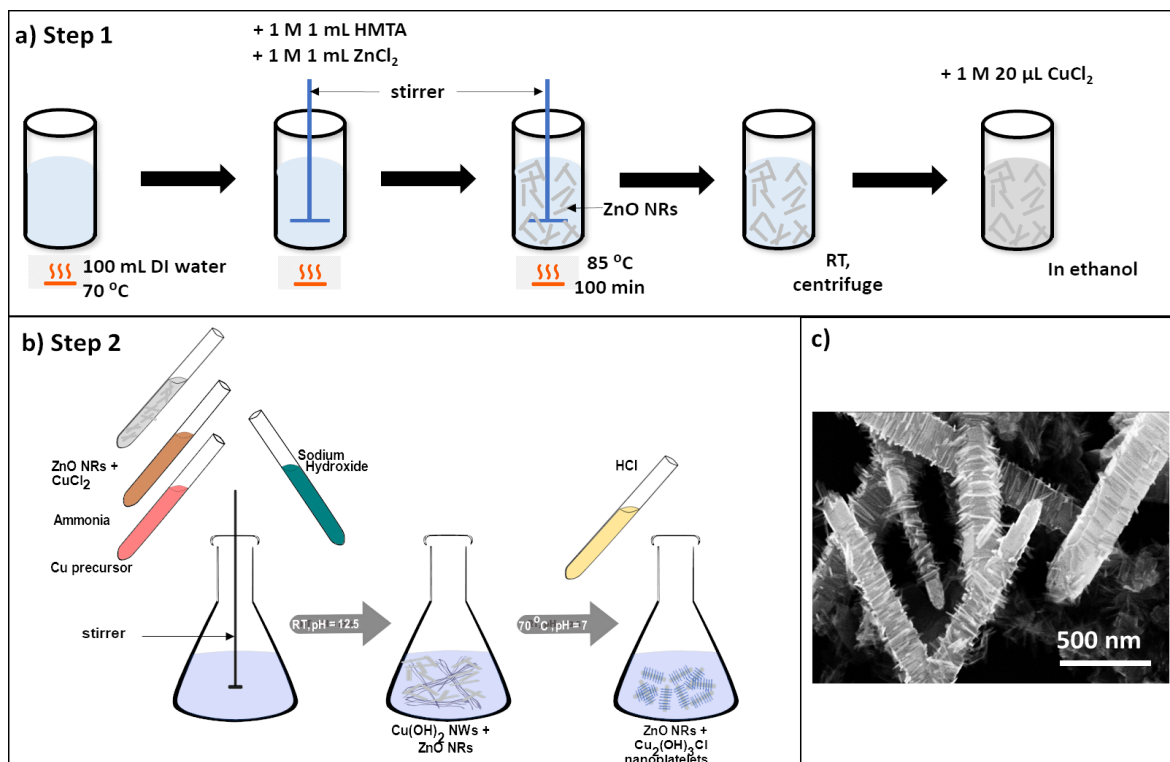 a) Step 1
+ 1 M 1 mL HMTA
+ 1 M 1 mL ZnCl₂
stirrer
+ 1 M 20 µL CuCl₂
ZnO NRs
100 mL DI water
70 °C
85 °C
100 min
RT,
centrifuge
In ethanol
b) Step 2
ZnO NRs +
CuCl₂
Ammonia
Cu precursor
Sodium
Hydroxide
stirrer
RT,pH = 12.5
Cu(OH)₂ NWs +
ZnO NRs
HCl
70 °C,pH = 7
ZnO NRs +
Cu₂(OH)₃Cl
nanoplatelets
c)
500 nm